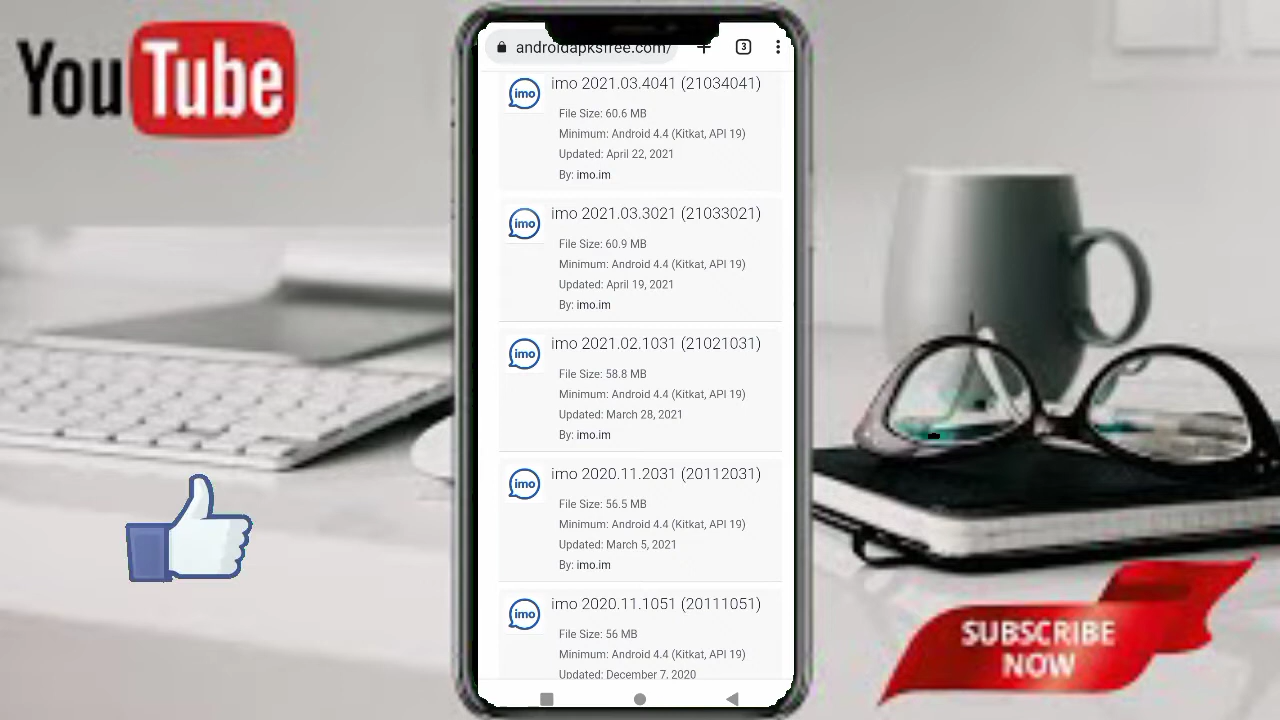 YouTube
androidapksfree.com/
3
imo 2021.03.4041 (21034041)
imo
File Size: 60.6 MB
Minimum: Android 4.4 (Kitkat, API 19)
Updated: April 22, 2021
By: imo.im
imo 2021.03.3021 (21033021)
imo
File Size: 60.9 MB
Minimum: Android 4.4 (Kitkat, API 19)
Updated: April 19, 2021
By: imo.im
imo 2021.02.1031 (21021031)
imo
File Size: 58.8 MB
Minimum: Android 4.4 (Kitkat, API 19)
Updated: March 28, 2021
By: imo.im
imo 2020.11.2031 (20112031)
imo
File Size: 56.5 MB
Minimum: Android 4.4 (Kitkat, API 19)
Updated: March 5, 2021
By: imo.im
imo 2020.11.1051 (20111051)
imo
File Size: 56 MB
Minimum: Android 4.4 (Kitkat, API 19)
Updated: December 7, 2020
SUBSCRIBE
NOW